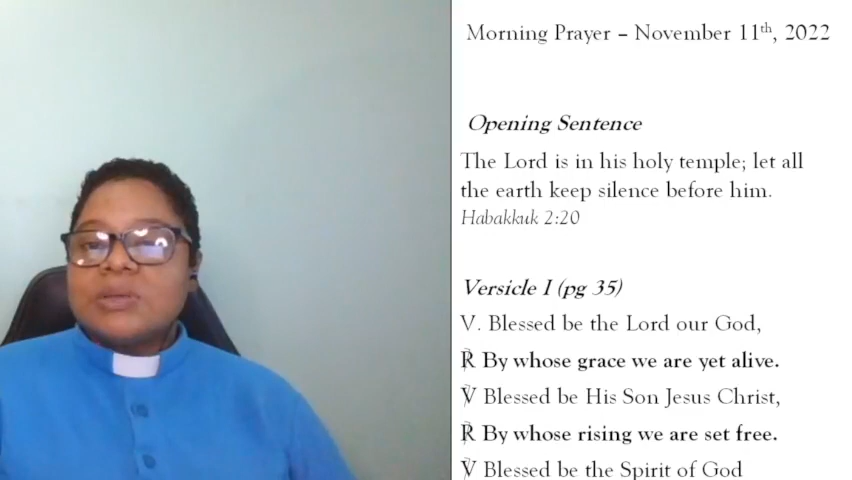 Morning Prayer – November 11th, 2022
Opening Sentence
The Lord is in his holy temple; let all
the earth keep silence before him.
Habakkuk 2:20
Versicle I (pg 35)
V. Blessed be the Lord our God,
℟ By whose grace we are yet alive.
℣ Blessed be His Son Jesus Christ,
℟ By whose rising we are set free.
℣ Blessed be the Spirit of God